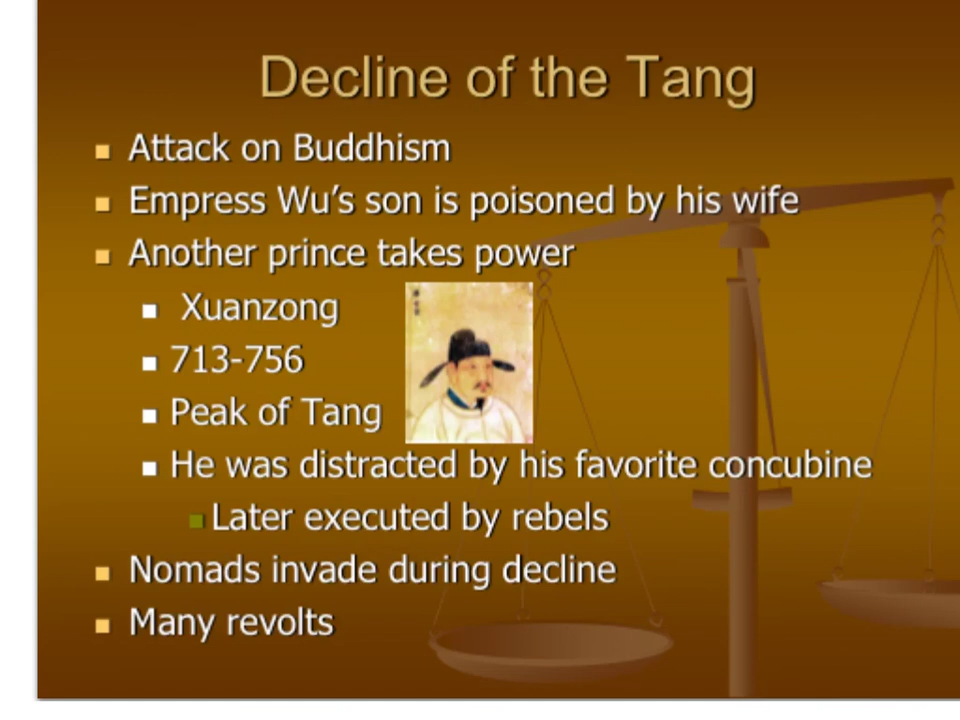 Decline of the Tang
Attack on Buddhism
Empress Wu’s son is poisoned by his wife
Another prince takes power
Xuanzong
713-756
Peak of Tang
He was distracted by his favorite concubine
Later executed by rebels
Nomads invade during decline
Many revolts